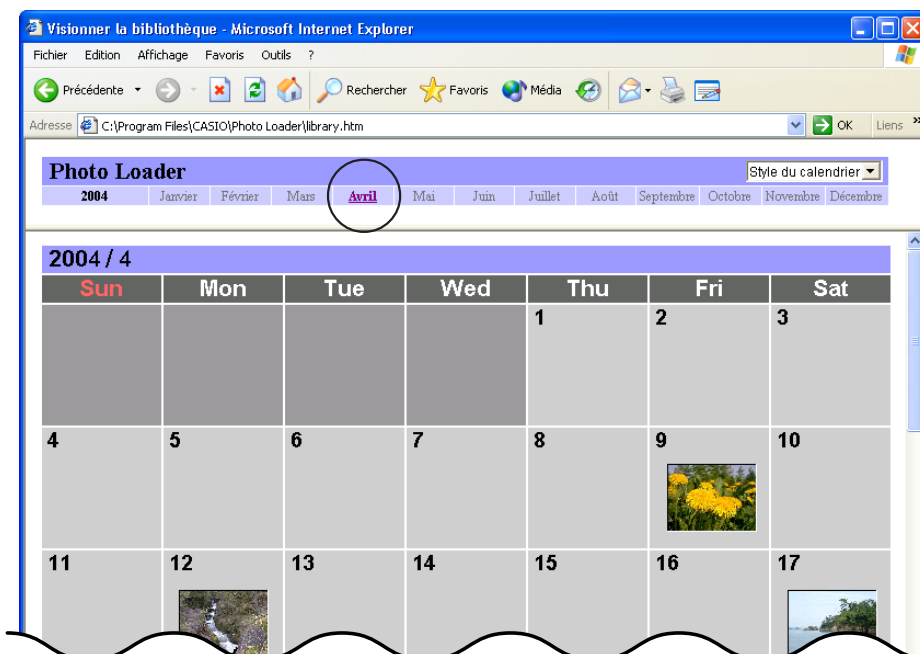 Visionner la bibliothèque - Microsoft Internet Explorer
Fichier Edition Affichage Favoris Outils ?
Précédente Rechercher Favoris Média
Adresse C:\Program Files\CASIO\Photo Loader\library.htm OK Liens »
Photo Loader Style du calendrier
2004 Janvier Février Mars Avril Mai Juin Juillet Août Septembre Octobre Novembre Décembre
2004 / 4
Sun Mon Tue Wed Thu Fri Sat
1 2 3
4 5 6 7 8 9 10
11 12 13 14 15 16 17